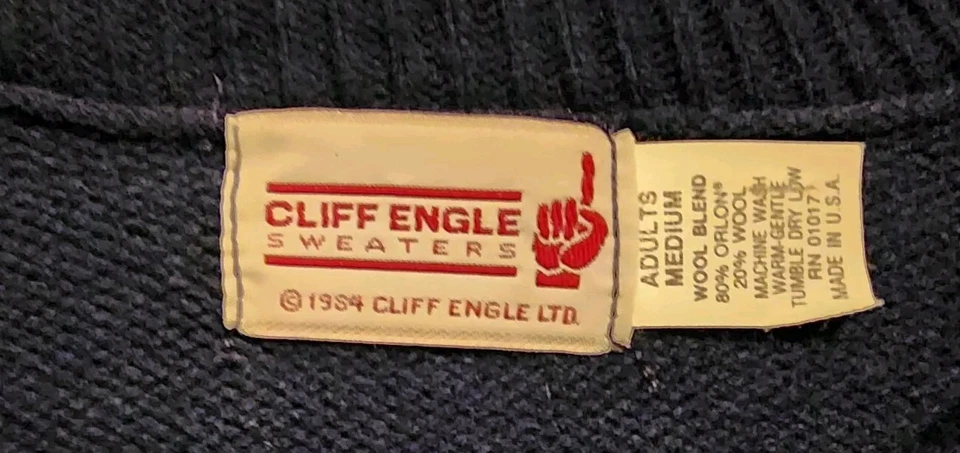 CLIFF ENGLE
SWEATERS
© 1984 CLIFF ENGLE LTD.
ADULTS
MEDIUM
WOOL BLEND
80% ORLON®
20% WOOL
MACHINE WASH
WARM-GENTLE
TUMBLE DRY LOW
RN 010171
MADE IN U.S.A.